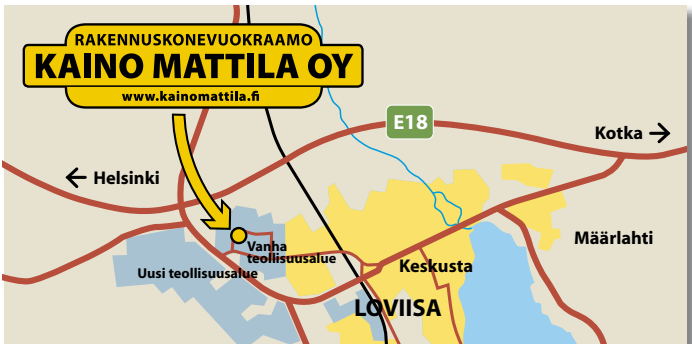 RAKENNUSKONEVUOKRAAMO
KAINO MATTILA OY
www.kainomattila.fi
E18
Kotka →
← Helsinki
Määrlahti
Vanha
teollisuusalue
Uusi teollisuusalue
Keskusta
LOVIISA